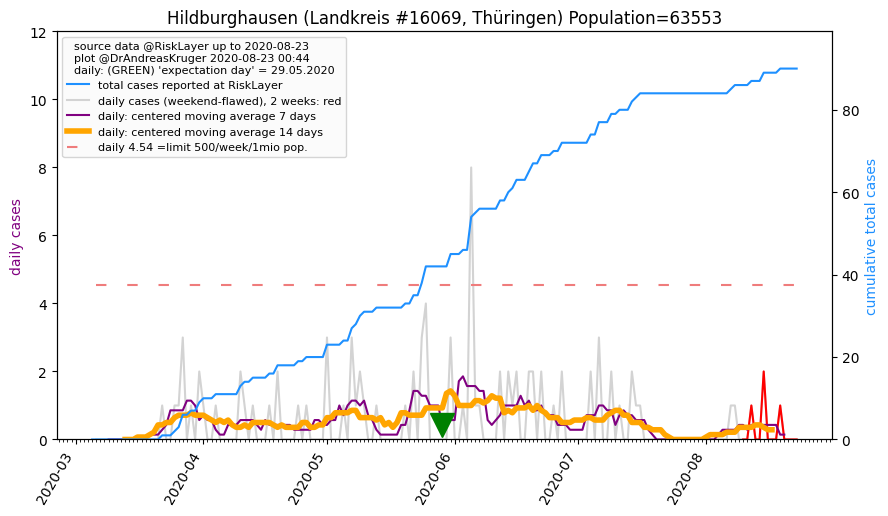 Hildburghausen (Landkreis #16069, Thüringen) Population=63553
source data @RiskLayer up to 2020-08-23
plot @DrAndreasKruger 2020-08-23 00:44
daily: (GREEN) 'expectation day' = 29.05.2020
total cases reported at RiskLayer
daily cases (weekend-flawed), 2 weeks: red
daily: centered moving average 7 days
daily: centered moving average 14 days
daily 4.54 =limit 500/week/1mio pop.
daily cases
12
10
8
6
4
2
0
80
60
40
20
0
cumulative total cases
2020-03
2020-04
2020-05
2020-06
2020-07
2020-08